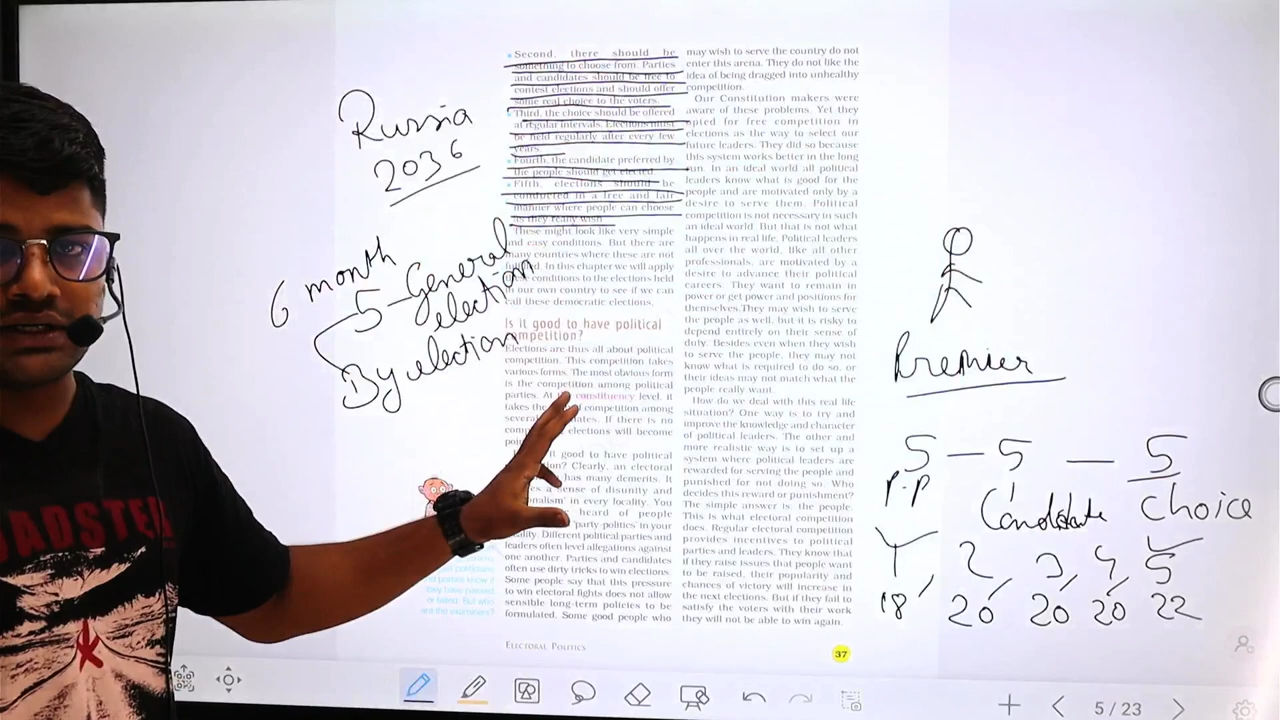 Russia
2036
6 month
5 - General
election
By election
Second, there should be
something to choose from. Parties
and candidates should be free to
contest elections and should offer
some real choice to the voters.
Third, the choice should be offered
at regular intervals. Elections must
be held regularly after every few
years.
Fourth, the candidate preferred by
the people should get elected.
Fifth, elections should be
conducted in a free and fair
manner where people can choose
as they really wish.
These might look like very simple
and easy conditions. But there are
many countries where these are not
In this chapter we will apply
conditions to the elections held
our own country to see if we can
call these democratic elections.
Is it good to have political
competition?
Elections are thus all about political
competition. This competition takes
various forms. The most obvious form
is the competition among political
parties. At constituency level, it
takes the of competition among
several If there is no
elections will become
it good to have political
Clearly, an electoral
has many demerits. It
a sense of disunity and
in every locality. You
heard of people
'party-politics' in your
Different political parties and
leaders often level allegations against
one another. Parties and candidates
often use dirty tricks to win elections.
Some people say that this pressure
to win electoral fights does not allow
sensible long-term policies to be
formulated. Some good people who
may wish to serve the country do not
enter this arena. They do not like the
idea of being dragged into unhealthy
competition.
Our Constitution makers were
aware of these problems. Yet they
opted for free competition in
elections as the way to select our
future leaders. They did so because
this system works better in the long
run. In an ideal world all political
leaders know what is good for the
people and are motivated only by a
desire to serve them. Political
competition is not necessary in such
an ideal world. But that is not what
happens in real life. Political leaders
all over the world, like all other
professionals, are motivated by a
desire to advance their political
careers. They want to remain in
power or get power and positions for
themselves. They may wish to serve
the people as well, but it is risky to
depend entirely on their sense of
duty. Besides even when they wish
to serve the people, they may not
know what is required to do so, or
their ideas may not match what the
people really want.
How do we deal with this real life
situation? One way is to try and
improve the knowledge and character
of political leaders. The other and
more realistic way is to set up a
system where political leaders are
rewarded for serving the people and
punished for not doing so. Who
decides this reward or punishment?
The simple answer is: the people.
This is what electoral competition
does. Regular electoral competition
provides incentives to political
parties and leaders. They know that
if they raise issues that people want
to be raised, their popularity and
chances of victory will increase in
the next elections. But if they fail to
satisfy the voters with their work
they will not be able to win again.
politicians
of parties know if
they have passed
or failed. But who
are the examiners?
Electoral Politics
37
Premier
5 - 5 - 5
P.P Candidate Choice
2 3, 4, 5
18, 20, 20, 20
5 / 23